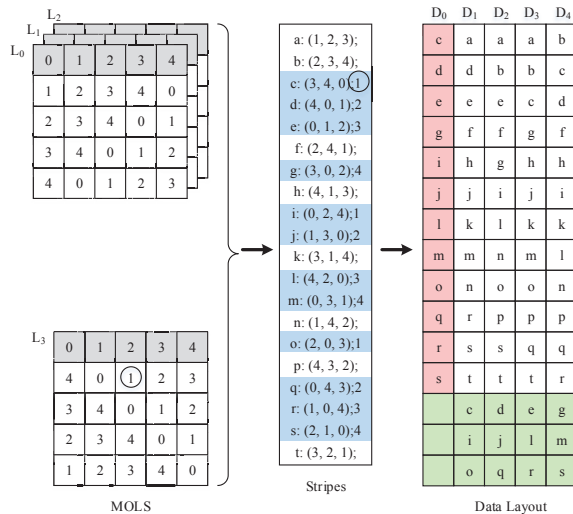 L₂
L₁
L₀
0 1 2 3 4
1 2 3 4 0
2 3 4 0 1
3 4 0 1 2
4 0 1 2 3
L₃
0 1 2 3 4
4 0 1 2 3
3 4 0 1 2
2 3 4 0 1
1 2 3 4 0
MOLS
a: (1, 2, 3);
b: (2, 3, 4);
c: (3, 4, 0);1
d: (4, 0, 1);2
e: (0, 1, 2);3
f: (2, 4, 1);
g: (3, 0, 2);4
h: (4, 1, 3);
i: (0, 2, 4);1
j: (1, 3, 0);2
k: (3, 1, 4);
l: (4, 2, 0);3
m: (0, 3, 1);4
n: (1, 4, 2);
o: (2, 0, 3);1
p: (4, 3, 2);
q: (0, 4, 3);2
r: (1, 0, 4);3
s: (2, 1, 0);4
t: (3, 2, 1);
Stripes
D₀ D₁ D₂ D₃ D₄
c a a a b
d d b b c
e e e c d
g f f g f
i h g h h
j j i j i
l k l k k
m n m n l
o n o o n
q r p p p
r s s q q
s t t t r
c d e g
i j l m
o q r s
Data Layout